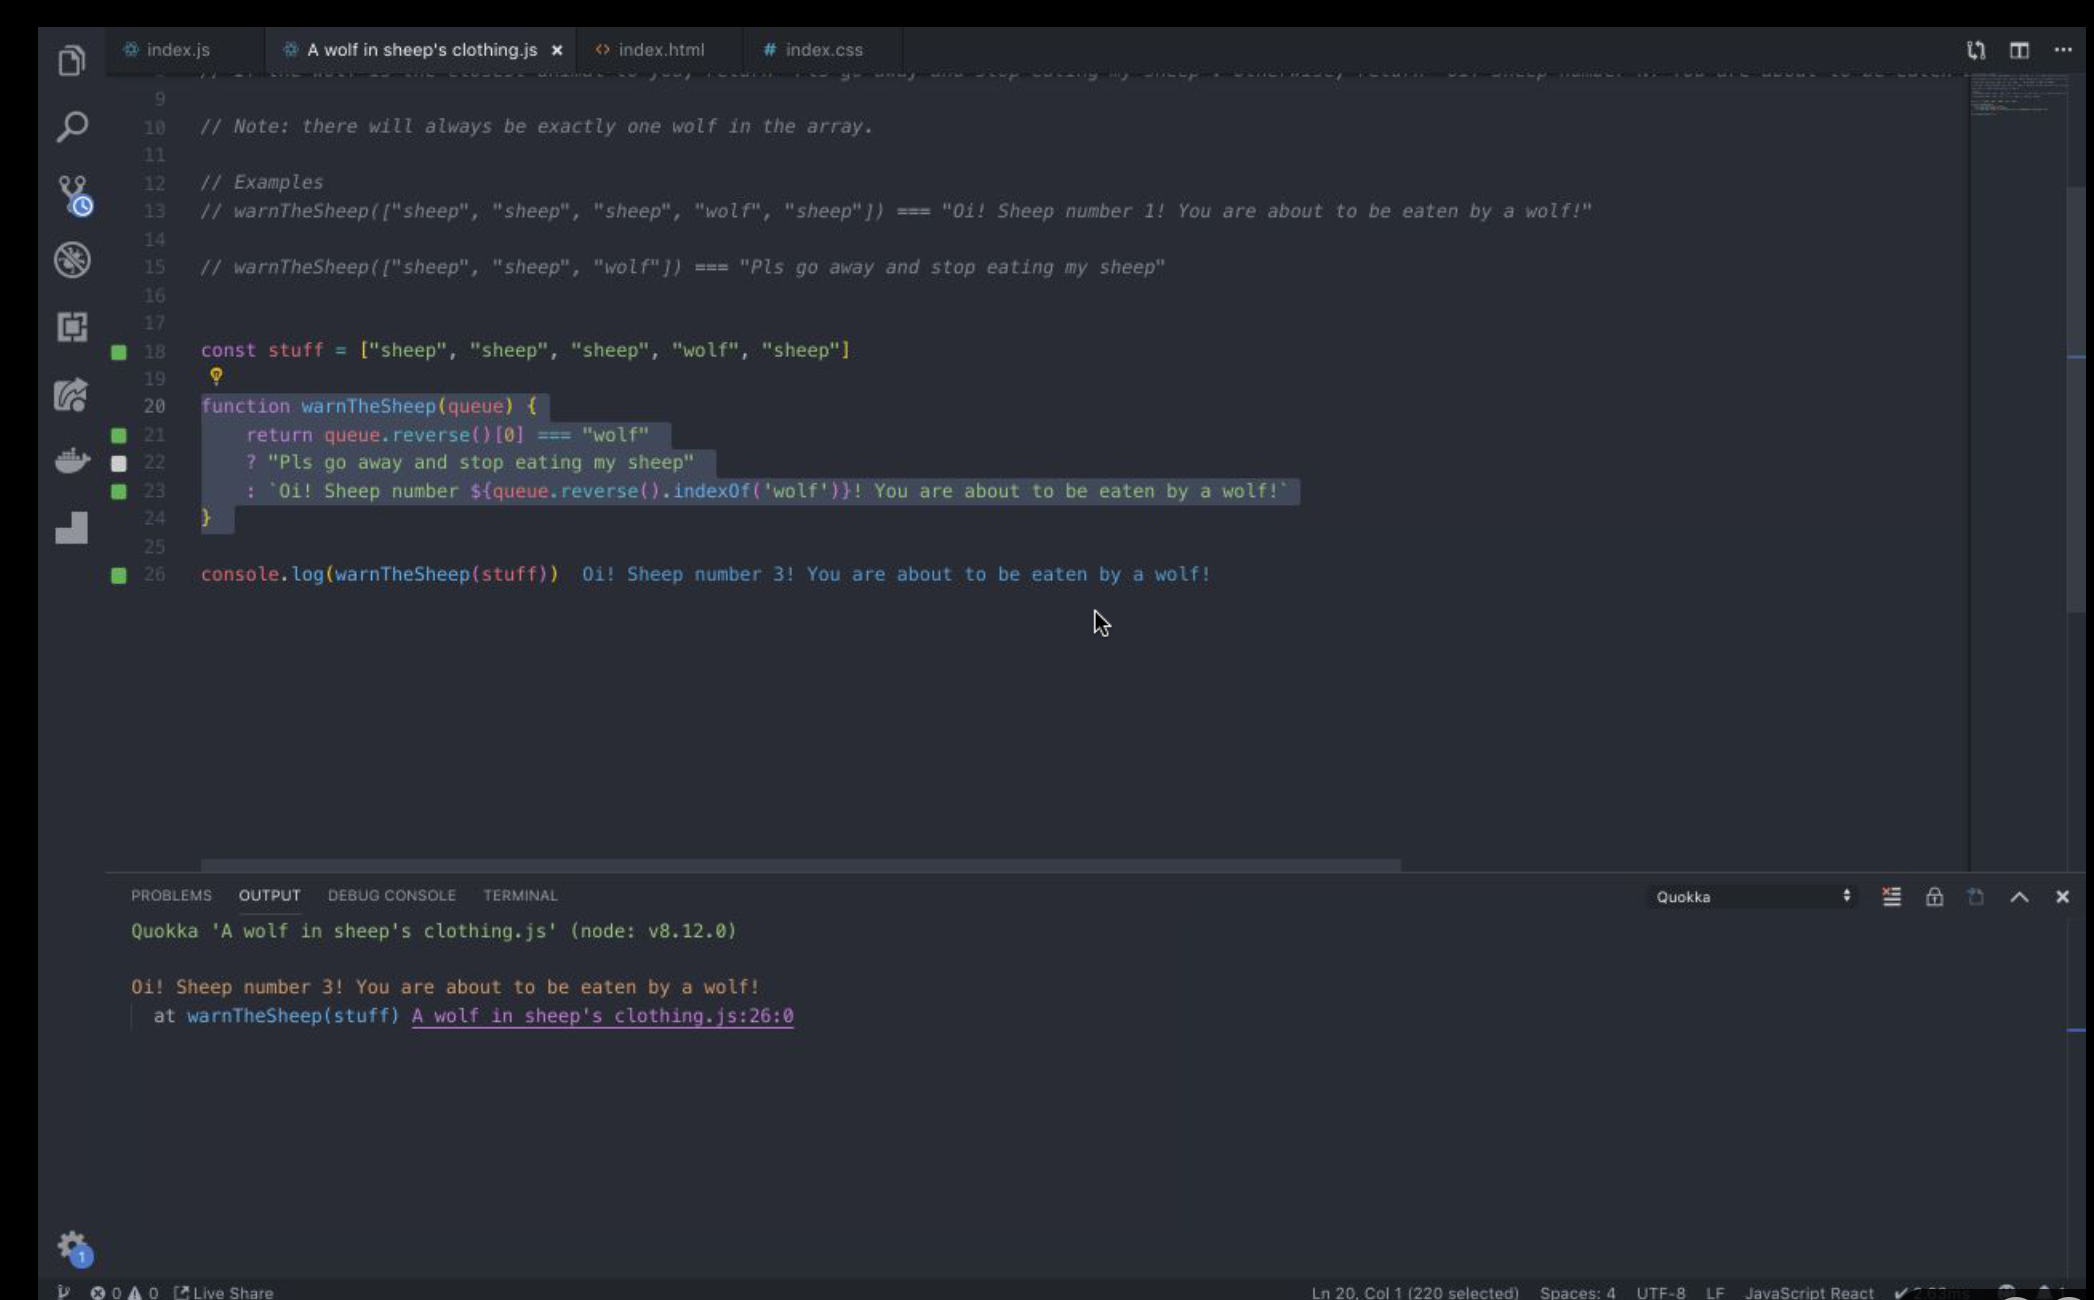 index.js A wolf in sheep's clothing.js × <> index.html # index.css ...
9
10 // Note: there will always be exactly one wolf in the array.
11
12 // Examples
13 // warnTheSheep(["sheep", "sheep", "sheep", "wolf", "sheep"]) === "Oi! Sheep number 1! You are about to be eaten by a wolf!"
14
15 // warnTheSheep(["sheep", "sheep", "wolf"]) === "Pls go away and stop eating my sheep"
16
17
18 const stuff = ["sheep", "sheep", "sheep", "wolf", "sheep"]
19
20 function warnTheSheep(queue) {
21     return queue.reverse()[0] === "wolf"
22     ? "Pls go away and stop eating my sheep"
23     : `Oi! Sheep number ${queue.reverse().indexOf('wolf')}! You are about to be eaten by a wolf!`
24 }
25
26 console.log(warnTheSheep(stuff))  Oi! Sheep number 3! You are about to be eaten by a wolf!
PROBLEMS OUTPUT DEBUG CONSOLE TERMINAL Quokka
Quokka 'A wolf in sheep's clothing.js' (node: v8.12.0)
Oi! Sheep number 3! You are about to be eaten by a wolf!
at warnTheSheep(stuff) A wolf in sheep's clothing.js:26:0
1
0 0 Live Share Ln 20, Col 1 (220 selected) Spaces: 4 UTF-8 LF JavaScript React